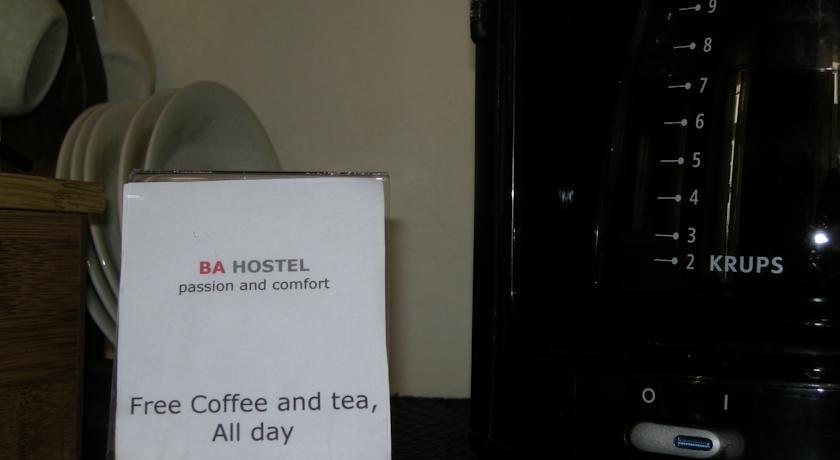 BA HOSTEL
passion and comfort
Free Coffee and tea,
All day
9
8
7
6
5
4
3
2 KRUPS
O I